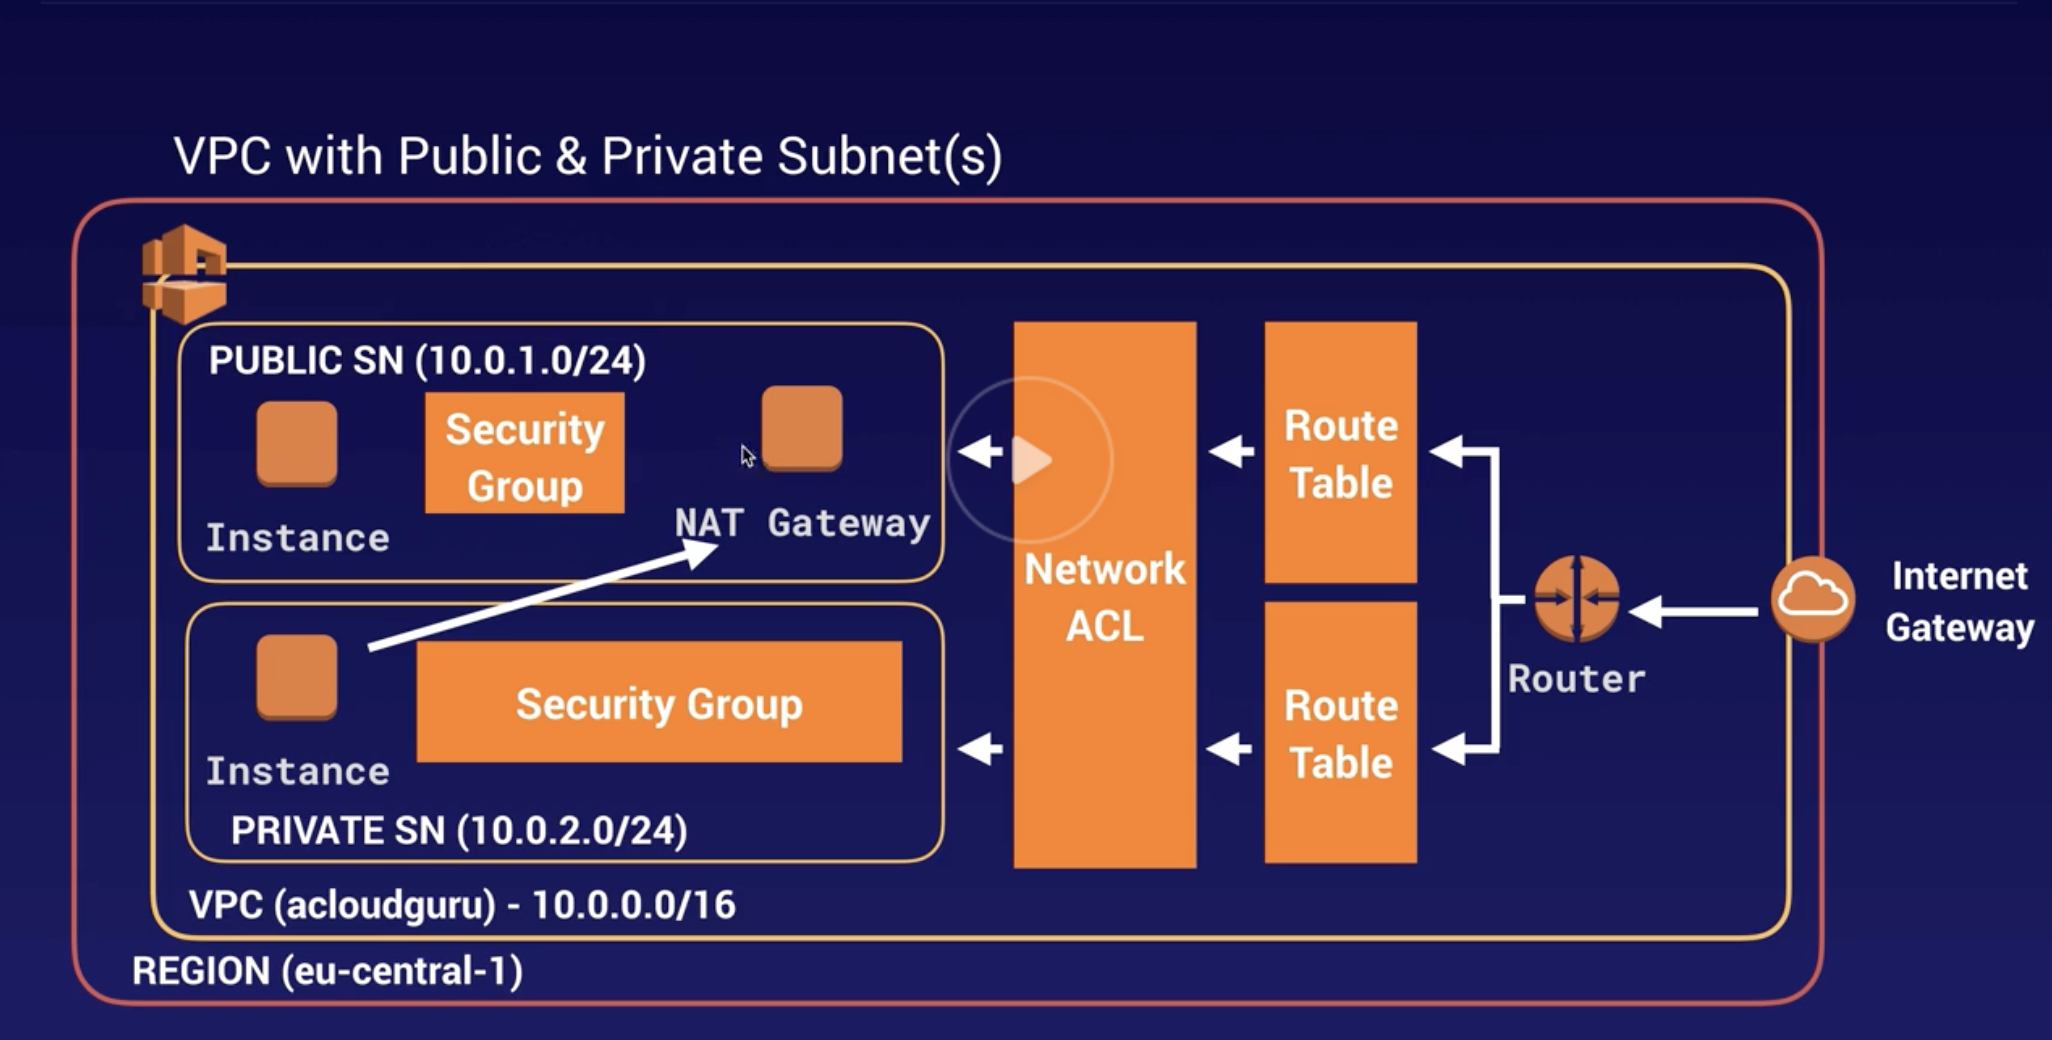 VPC with Public & Private Subnet(s)
PUBLIC SN (10.0.1.0/24)
Instance
Security
Group
NAT Gateway
Instance
Security Group
PRIVATE SN (10.0.2.0/24)
Network
ACL
Route
Table
Route
Table
Router
Internet
Gateway
VPC (acloudguru) - 10.0.0.0/16
REGION (eu-central-1)